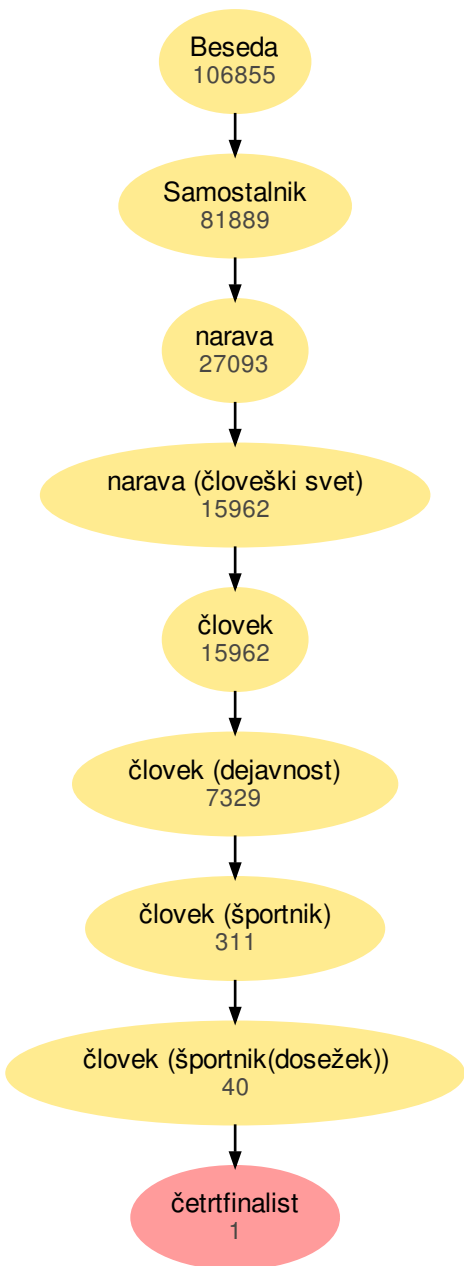 Beseda
106855
Samostalnik
81889
narava
27093
narava (človeški svet)
15962
človek
15962
človek (dejavnost)
7329
človek (športnik)
311
človek (športnik(dosežek))
40
četrtfinalist
1